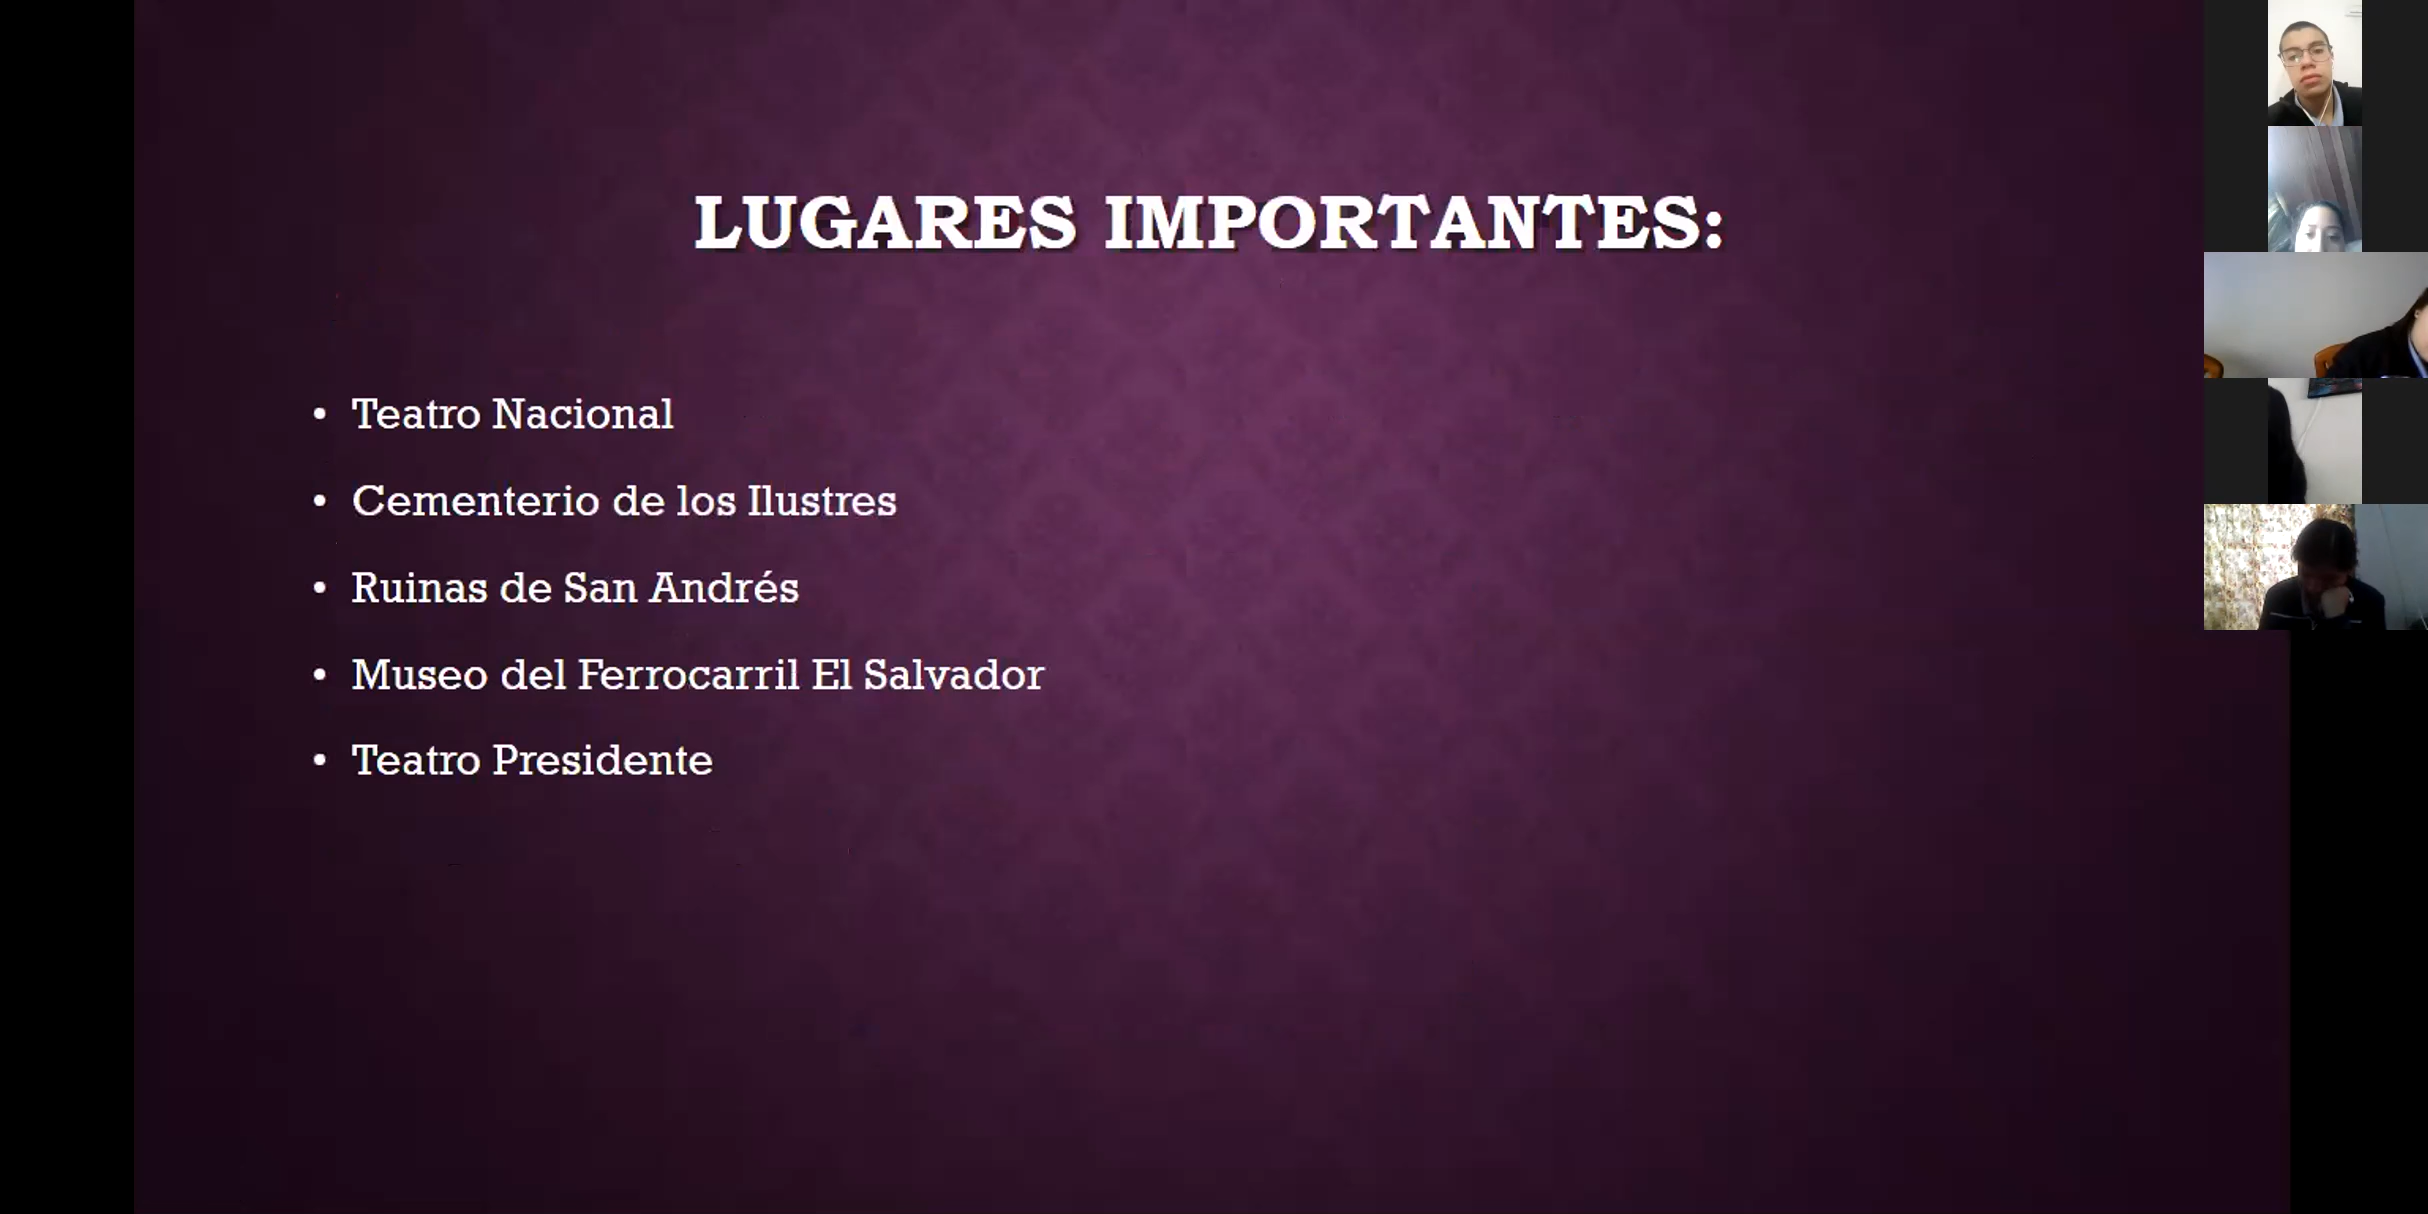 LUGARES IMPORTANTES:
• Teatro Nacional
• Cementerio de los Ilustres
• Ruinas de San Andrés
• Museo del Ferrocarril El Salvador
• Teatro Presidente